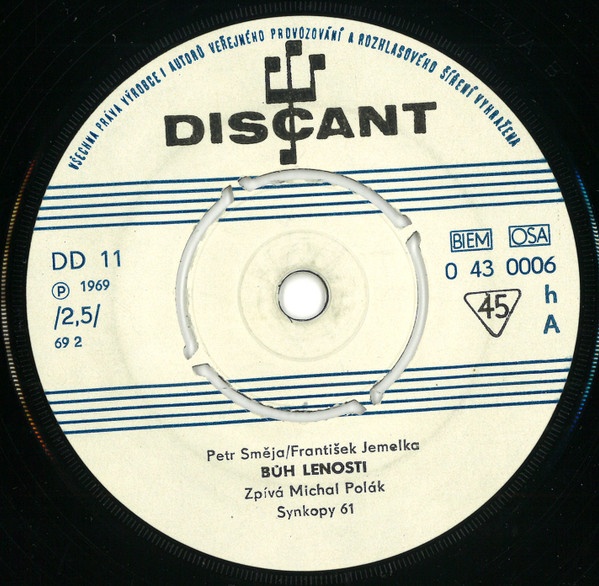 VŠECHNA PRÁVA VÝROBCE I AUTORŮ VEŘEJNÉHO PROVOZOVÁNÍ A ROZHLASOVÉHO ŠÍŘENÍ VYHRAŽENA
DISCANT
DD 11
Ⓟ 1969
/2,5/
69 2
BIEM OSA
0 43 0006
45 h
A
Petr Směja/František Jemelka
BŮH LENOSTI
Zpívá Michal Polák
Synkopy 61